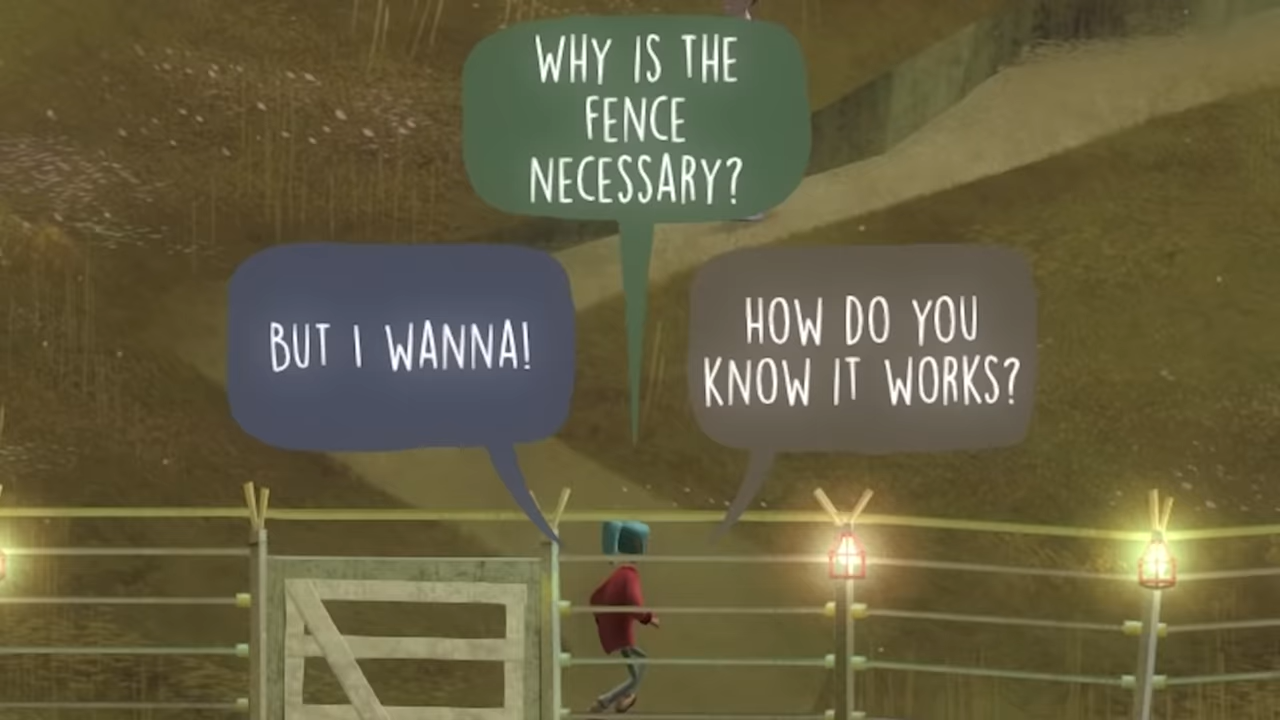 WHY IS THE
FENCE
NECESSARY?
BUT I WANNA!
HOW DO YOU
KNOW IT WORKS?